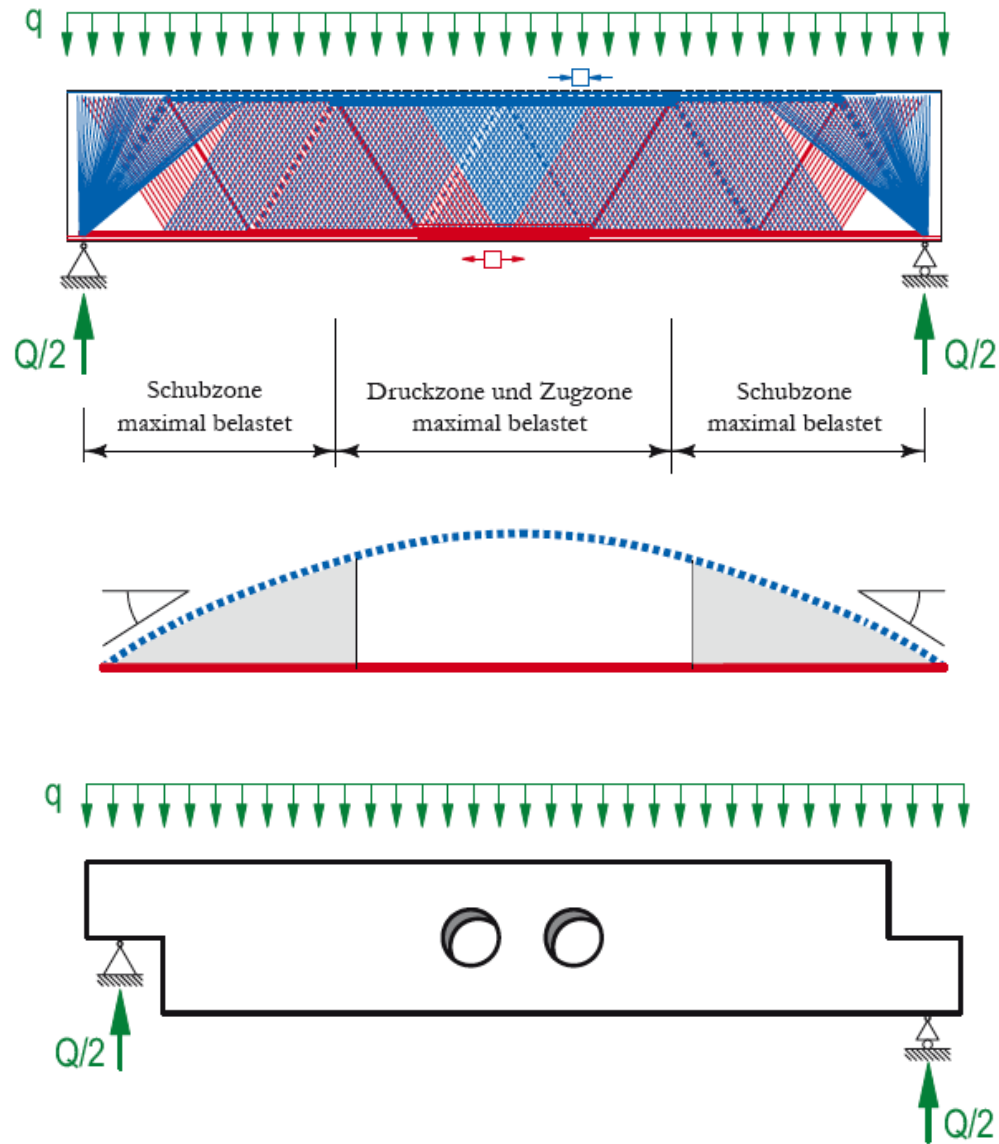 q
Q/2
Q/2
Schubzone
maximal belastet
Druckzone und Zugzone
maximal belastet
Schubzone
maximal belastet
q
Q/2
Q/2